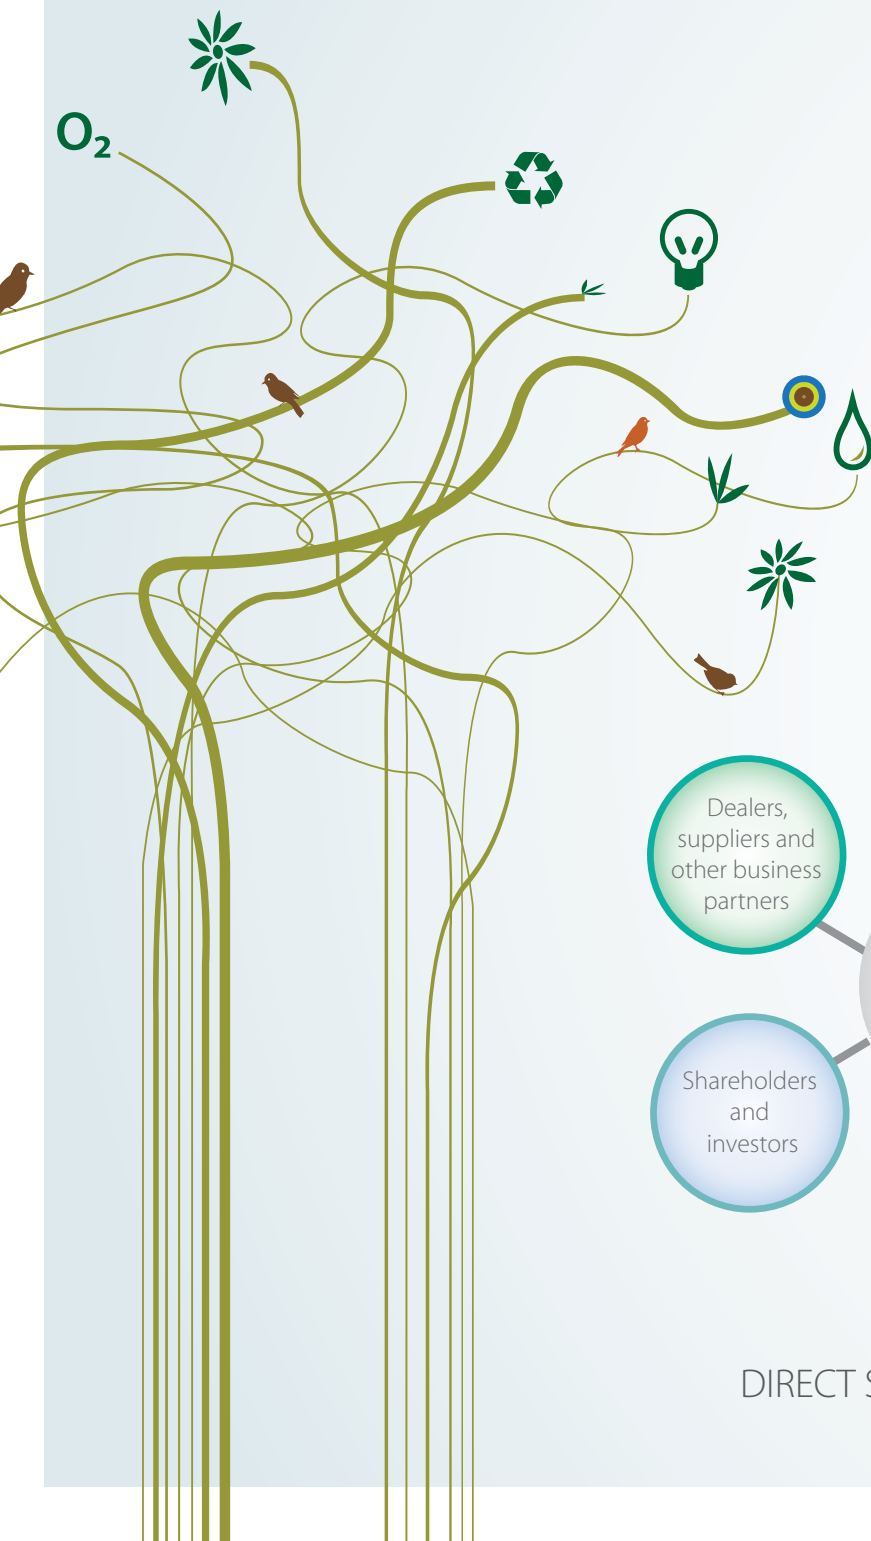 O₂
Dealers,
suppliers and
other business
partners
Shareholders
and
investors
DIRECT